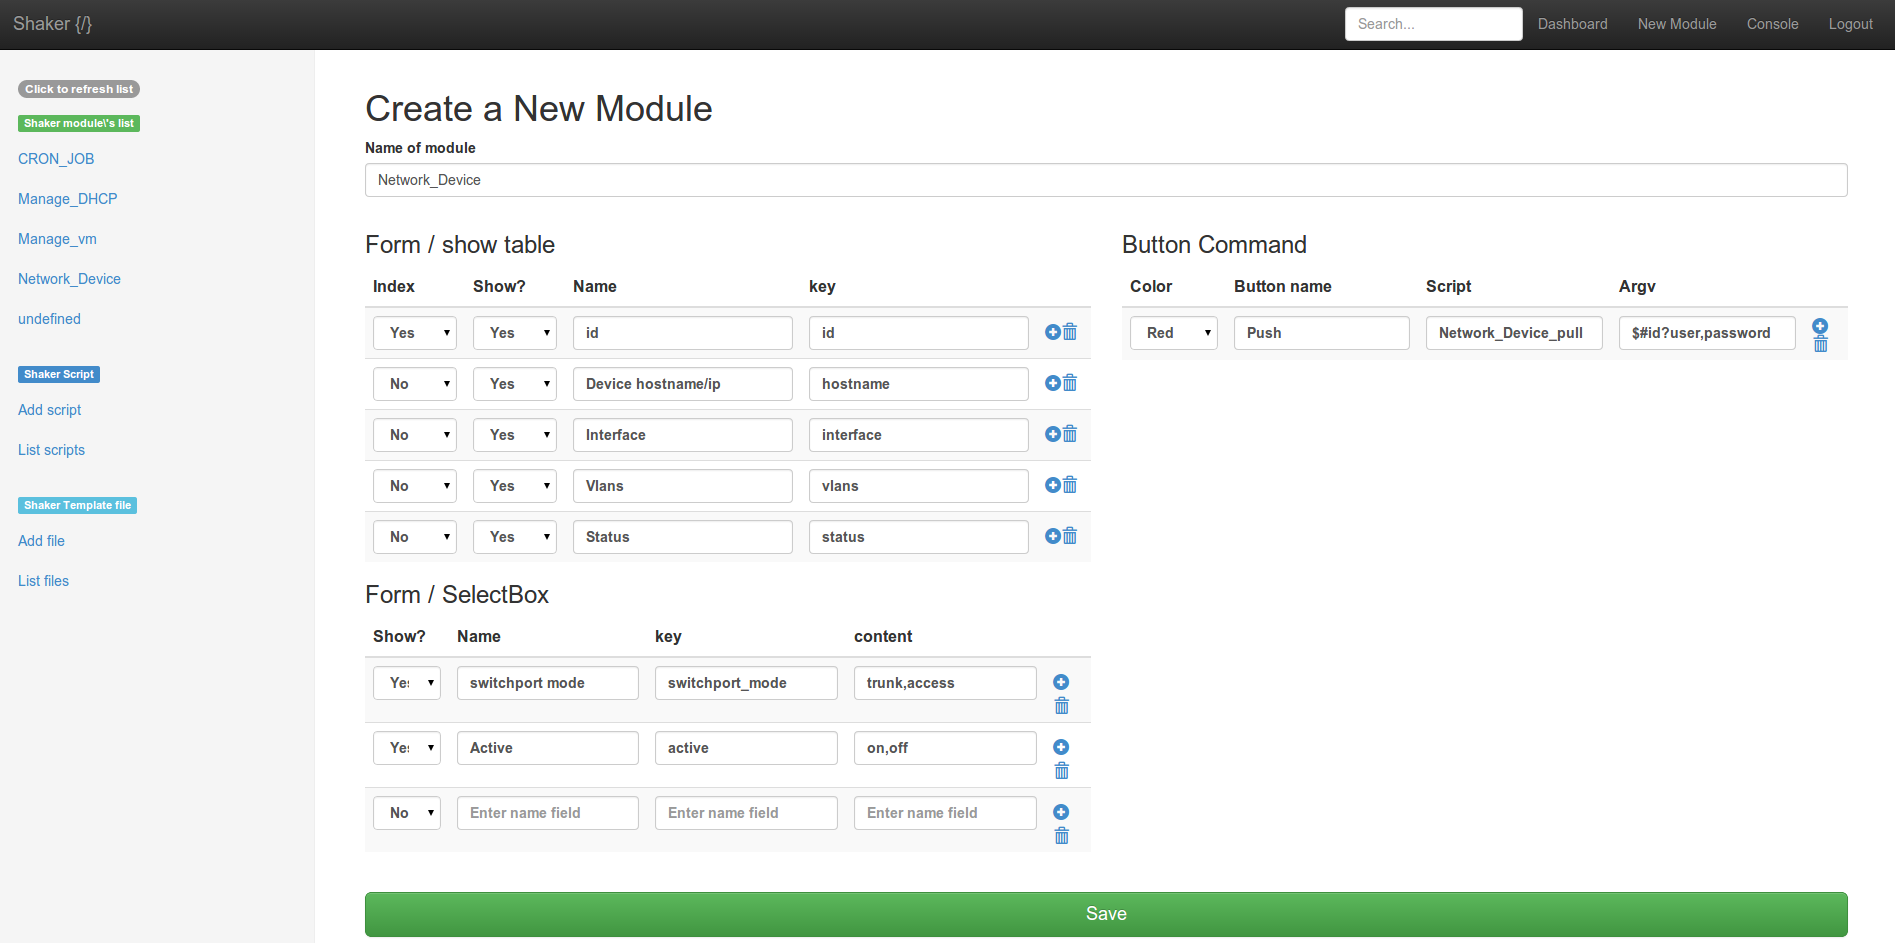 Shaker {/}
Search...
Dashboard
New Module
Console
Logout
Click to refresh list
Shaker module\'s list
CRON_JOB
Manage_DHCP
Manage_vm
Network_Device
undefined
Shaker Script
Add script
List scripts
Shaker Template file
Add file
List files
Create a New Module
Name of module
Network_Device
Form / show table
Index Show? Name key
Yes Yes id id
No Yes Device hostname/ip hostname
No Yes Interface interface
No Yes Vlans vlans
No Yes Status status
Form / SelectBox
Show? Name key content
Yes switchport mode switchport_mode trunk,access
Yes Active active on,off
No Enter name field Enter name field Enter name field
Button Command
Color Button name Script Argv
Red Push Network_Device_pull $#id?user,password
Save